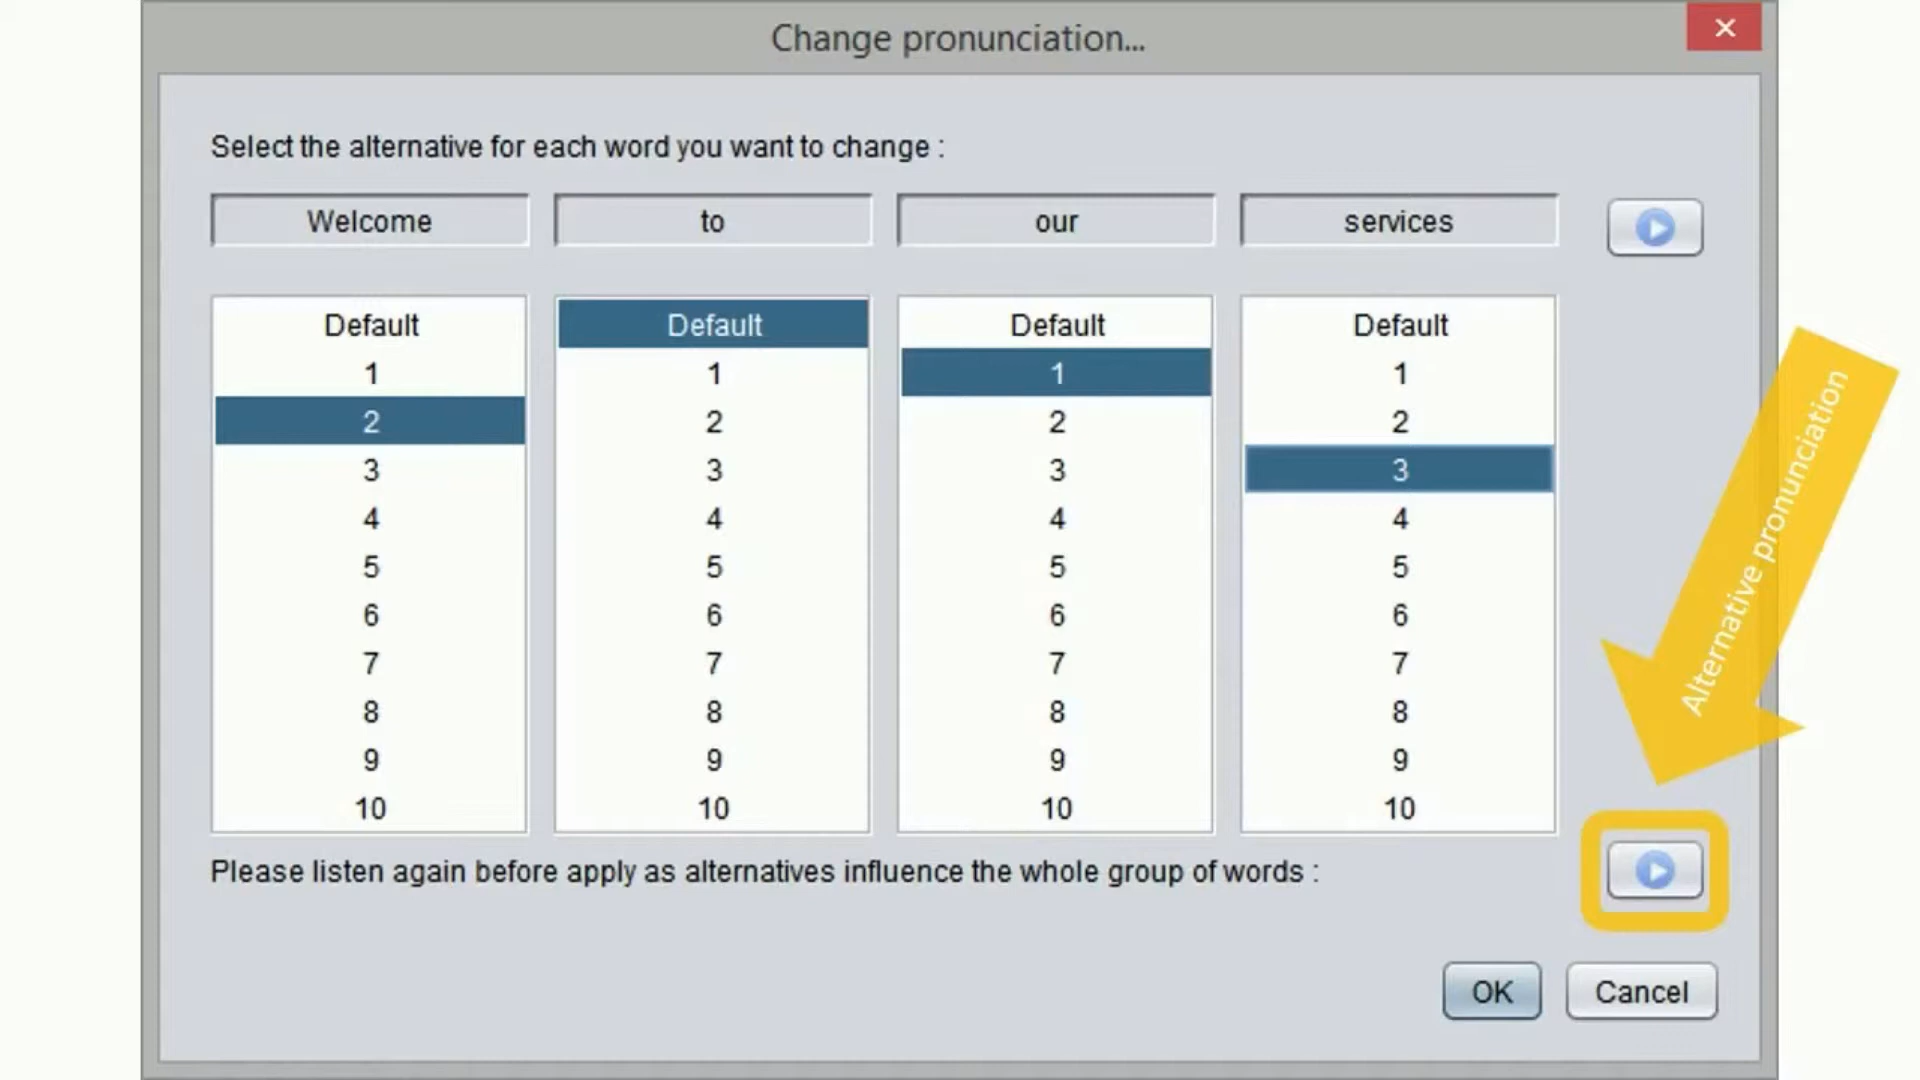 Change pronunciation...
Select the alternative for each word you want to change :
Welcome to our services
Default Default Default Default
1 1 1 1
2 2 2 2
3 3 3 3
4 4 4 4
5 5 5 5
6 6 6 6
7 7 7 7
8 8 8 8
9 9 9 9
10 10 10 10
Alternative pronunciation
Please listen again before apply as alternatives influence the whole group of words :
OK Cancel